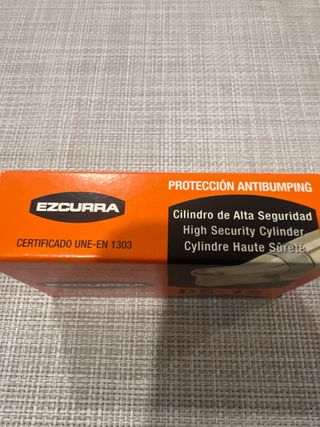 EZCURRA
CERTIFICADO UNE-EN 1303
PROTECCIÓN ANTIBUMPING
Cilindro de Alta Seguridad
High Security Cylinder
Cylindre Haute Sûreté